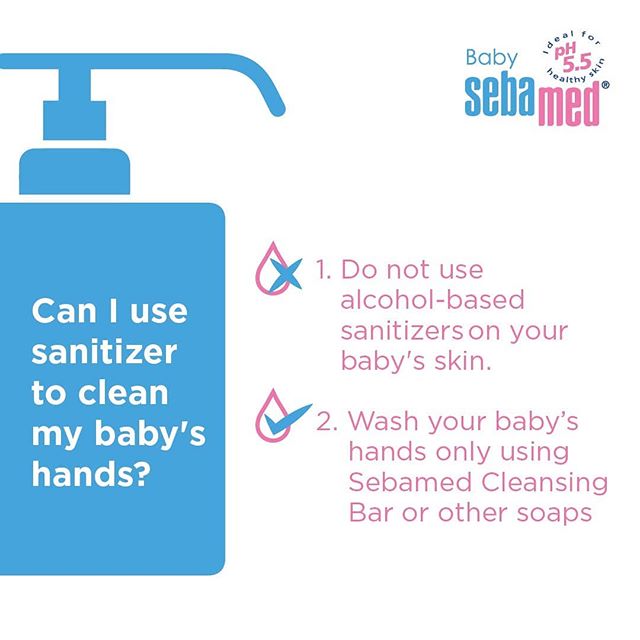 Baby
sebamed®
Ideal for
pH
5.5
healthy skin
Can I use
sanitizer
to clean
my baby's
hands?
1. Do not use
alcohol-based
sanitizers on your
baby's skin.
2. Wash your baby’s
hands only using
Sebamed Cleansing
Bar or other soaps